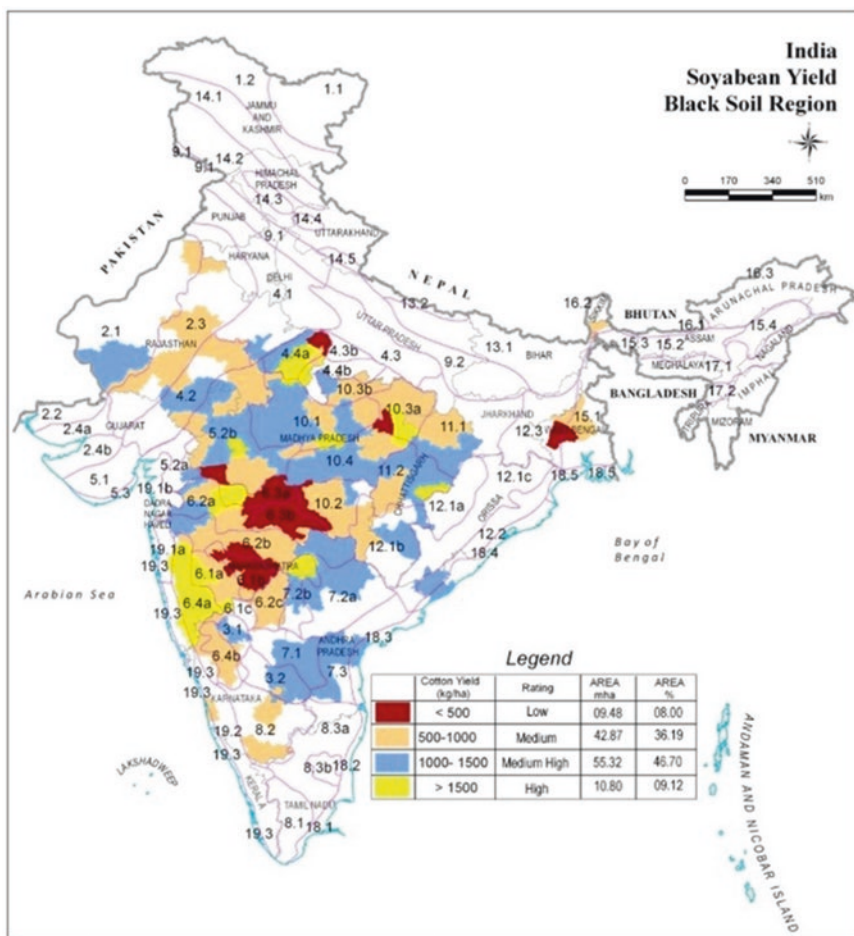 India
Soyabean Yield
Black Soil Region
0 170 340 510
km
1.2
1.1
14.1
JAMMU
AND
KASHMIR
9.1
14.2
9.1
HIMACHAL
PRADESH
14.3
PUNJAB
14.4
UTTARAKHAND
9.1
PAKISTAN
HARYANA
14.5
DELHI
NEPAL
4.1
16.3
16.2
ARUNACHAL PRADESH
13.2
BHUTAN
2.1
2.3
UTTAR PRADESH
16.1
15.4
RAJASTHAN
ASSAM
NAGALAND
4.4a
14.3b
4.3
9.2
13.1
BIHAR
15.3
15.2
MEGHALAYA
17.1
4.4b
10.3b
BANGLADESH
17.2
IMPHAL
4.2
10.3a
JHARKHAND
TRIPURA
MIZORAM
2.2
GUJARAT
10.1
11.1
12.3
15.1
MYANMAR
2.4a
5.2b
MADHYA PRADESH
2.4b
10.4
11.2
CHHATTISGARH
5.2a
12.1c
18.5
18.5
5.1
5.3
19.1b
6.2a
10.2
12.1a
ORISSA
DADRA
NAGAR
HAVELI
12.2
6.2b
12.1b
18.4
Bay of
Bengal
19.1a
19.3
6.1a
Arabian Sea
6.4a
6.1c
6.2c
7.2b
7.2a
19.3
3.1
18.3
6.4b
7.1
ANDHRA
PRADESH
19.3
3.2
7.3
19.3
KARNATAKA
8.2
8.3a
19.2
19.3
8.3b
18.2
LAKSHADWEEP
KERALA
TAMIL NADU
19.3
8.1
18.1
ANDAMAN AND NICOBAR ISLAND
Legend
Cotton Yield (kg/ha) Rating AREA mha AREA %
< 500 Low 09.48 08.00
500-1000 Medium 42.87 36.19
1000- 1500 Medium High 55.32 46.70
> 1500 High 10.80 09.12